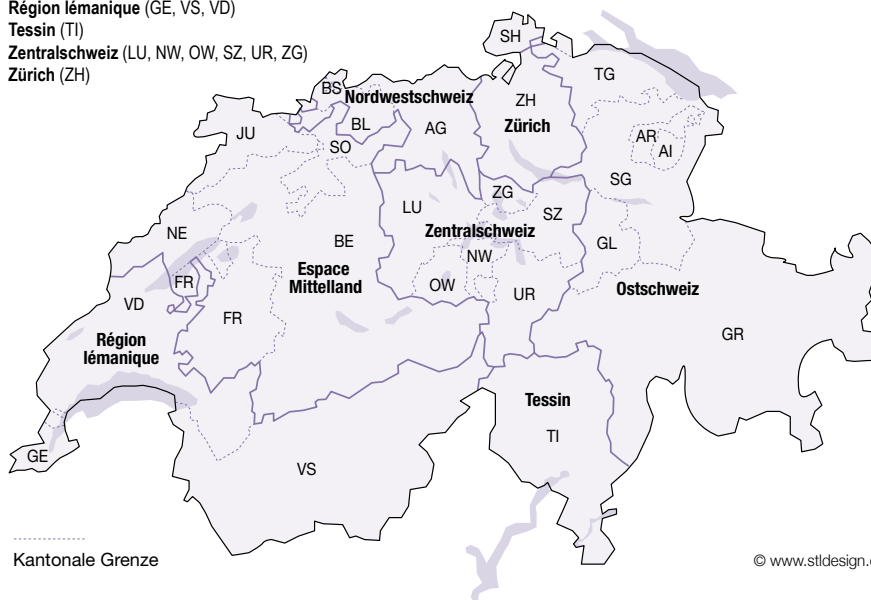 Région lémanique (GE, VS, VD)
Tessin (TI)
Zentralschweiz (LU, NW, OW, SZ, UR, ZG)
Zürich (ZH)
SH
TG
BS
Nordwestschweiz
ZH
BL
AG
Zürich
JU
SO
AR
AI
SG
ZG
LU
SZ
NE
Zentralschweiz
BE
GL
NW
Espace
Mittelland
FR
OW
UR
Ostschweiz
VD
FR
GR
Région
lémanique
Tessin
TI
GE
VS
Kantonale Grenze
© www.stldesign.c